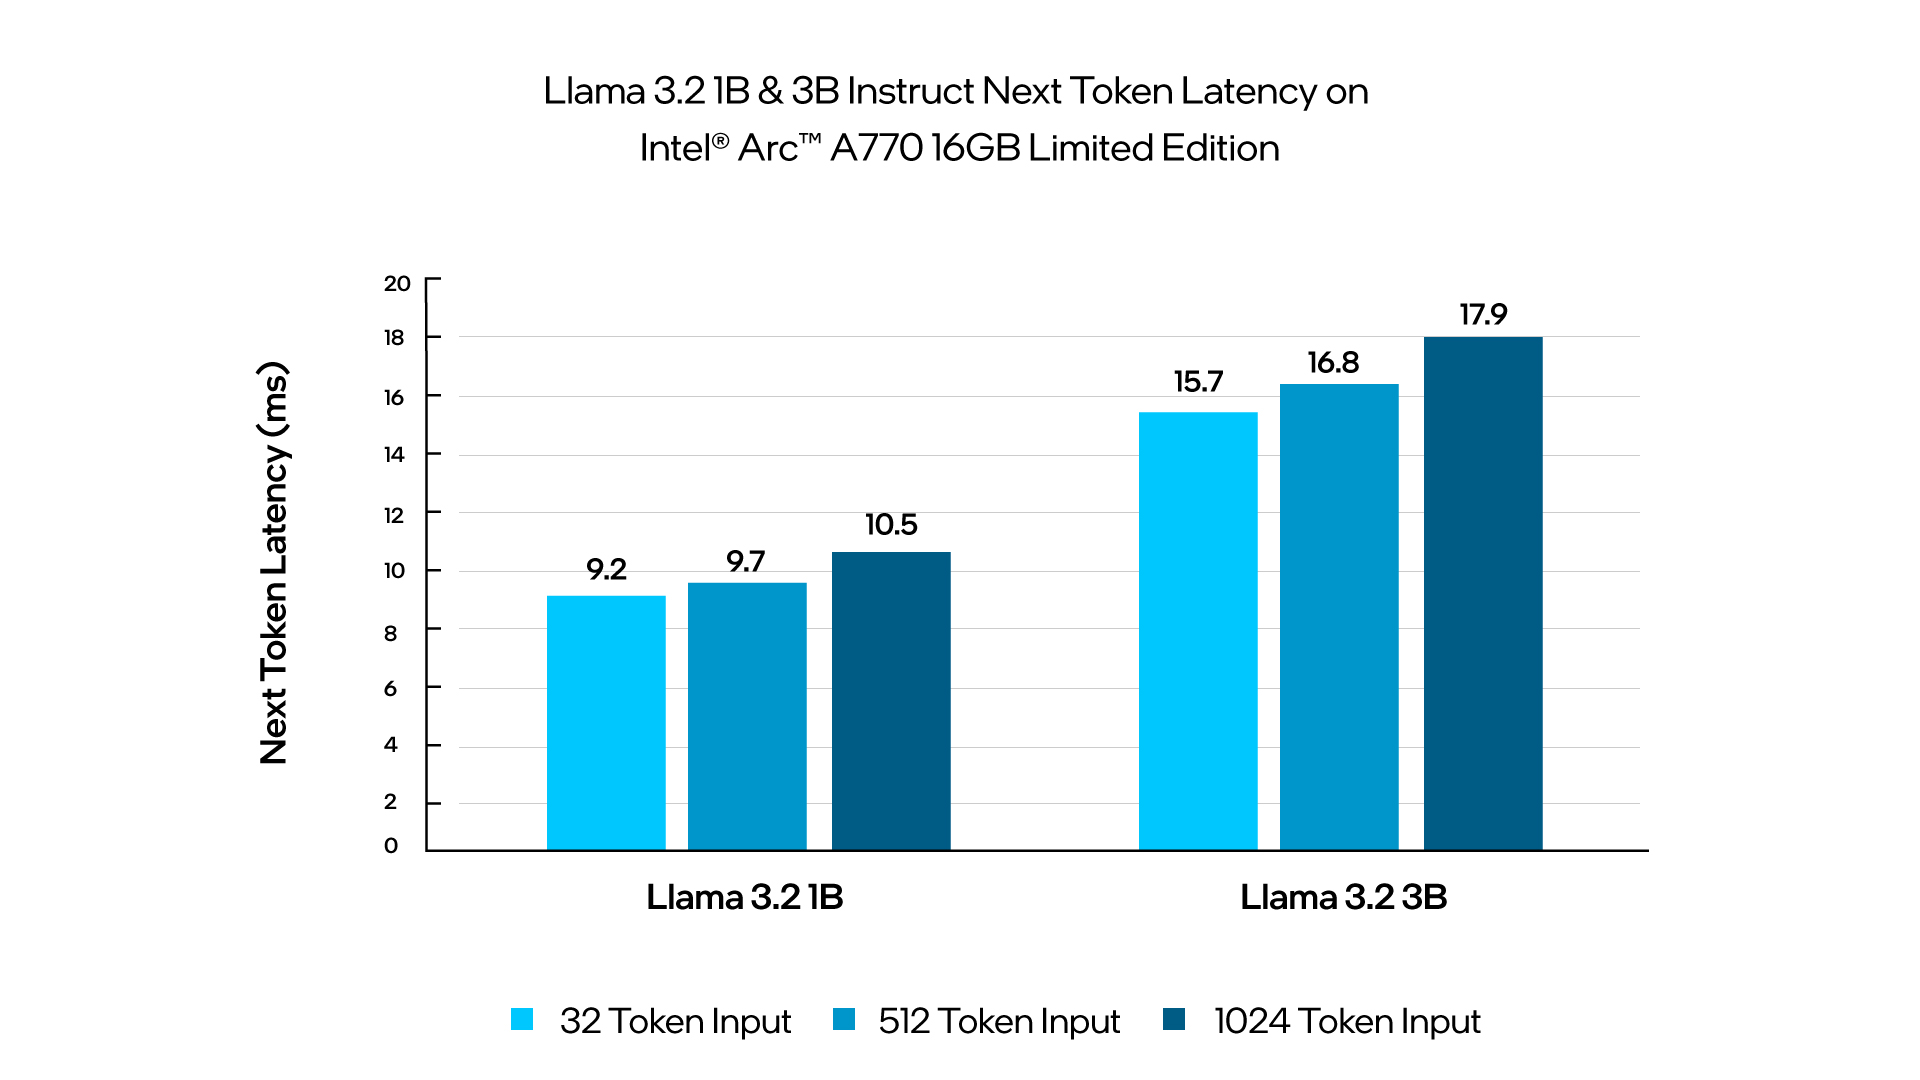 Llama 3.2 1B & 3B Instruct Next Token Latency on
Intel® Arc™ A770 16GB Limited Edition
Next Token Latency (ms)
20
18
16
14
12
10
8
6
4
2
0
9.2
9.7
10.5
15.7
16.8
17.9
Llama 3.2 1B
Llama 3.2 3B
32 Token Input
512 Token Input
1024 Token Input